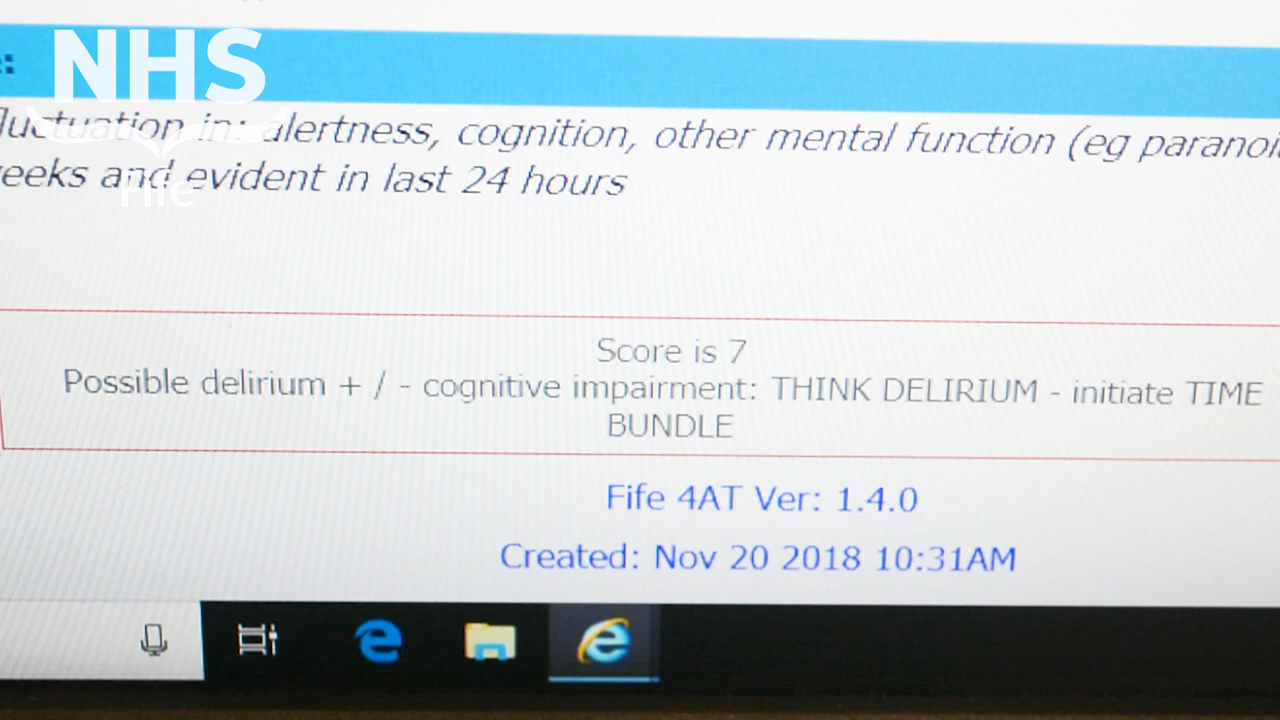 NHS
fluctuation in: alertness, cognition, other mental function (eg paranoi
eeks and evident in last 24 hours
Fife
Score is 7
Possible delirium + / - cognitive impairment: THINK DELIRIUM - initiate TIME
BUNDLE
Fife 4AT Ver: 1.4.0
Created: Nov 20 2018 10:31AM